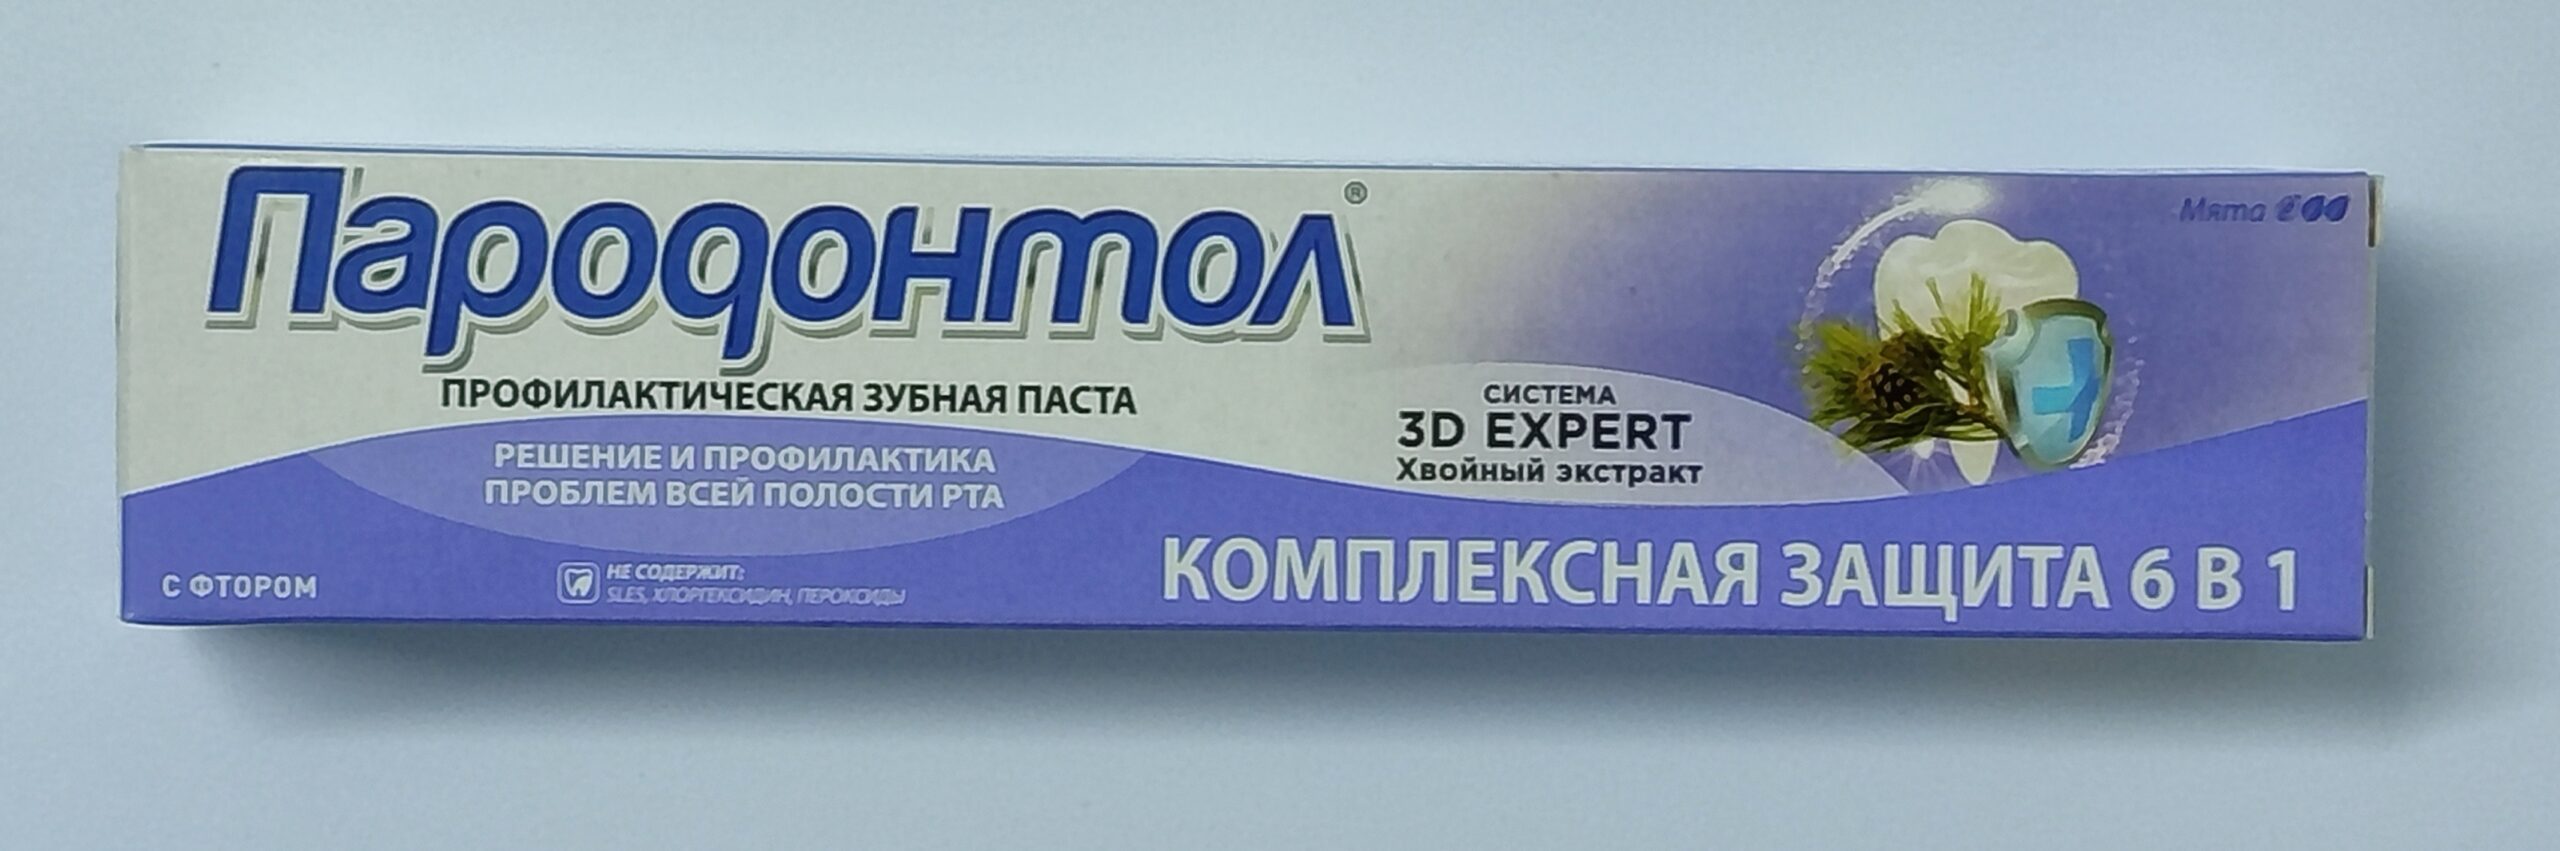 Пародонтол®
ПРОФИЛАКТИЧЕСКАЯ ЗУБНАЯ ПАСТА
РЕШЕНИЕ И ПРОФИЛАКТИКА
ПРОБЛЕМ ВСЕЙ ПОЛОСТИ РТА
С ФТОРОМ
НЕ СОДЕРЖИТ:
SLES, ХЛОРГЕКСИДИН, ПЕРОКСИДЫ
Мята
СИСТЕМА
3D EXPERT
Хвойный экстракт
КОМПЛЕКСНАЯ ЗАЩИТА 6 В 1